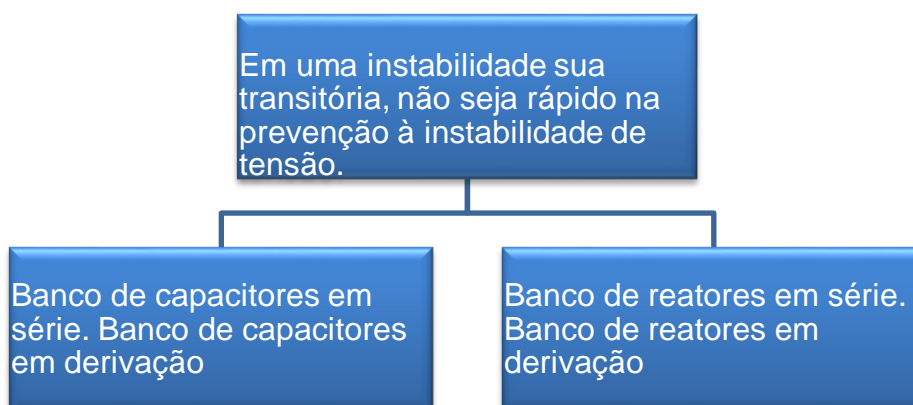 Em uma instabilidade sua
transitória, não seja rápido na
prevenção à instabilidade de
tensão.
Banco de capacitores em
série. Banco de capacitores
em derivação
Banco de reatores em série.
Banco de reatores em
derivação